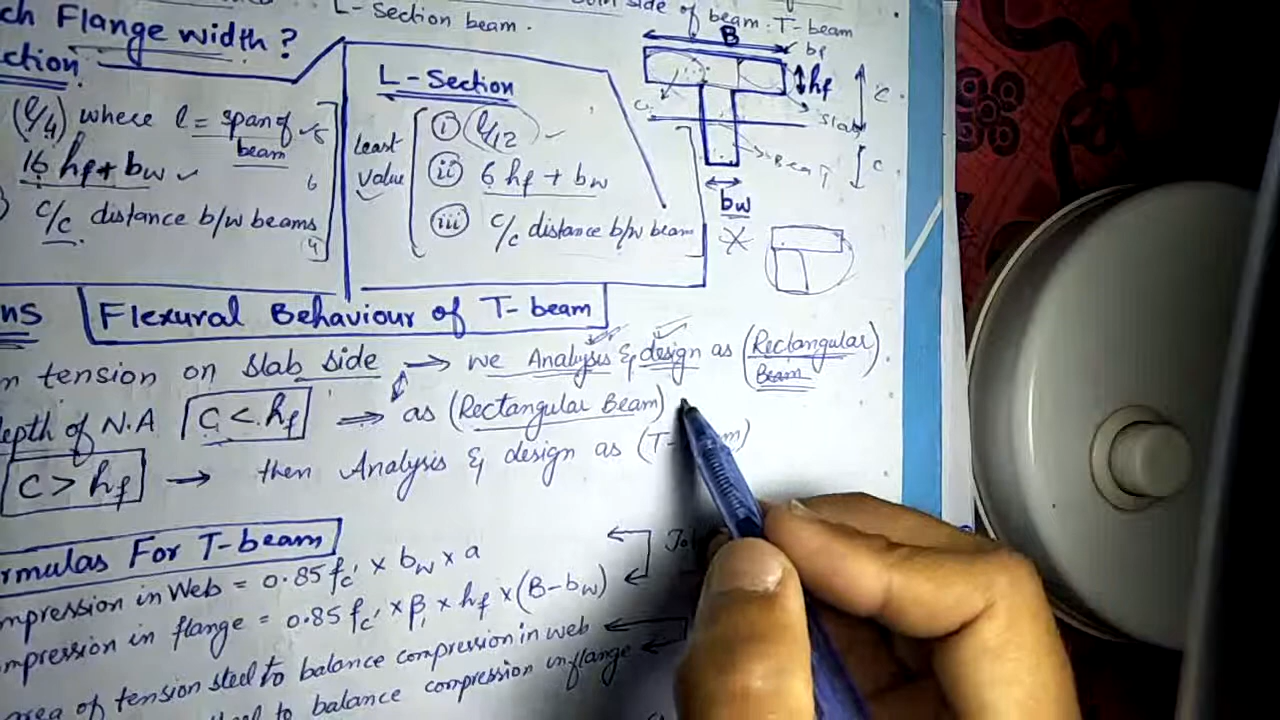 L-Section beam.
side of beam. T-beam
ch Flange width?
ction.
(l/4) where l = span of beam
16 hf + bw
c/c distance b/w beams
L-Section
least value
i) l/12
ii) 6 hf + bw
iii) c/c distance b/w beam
B
bf
hf
C
Slab
C
bw
ns Flexural Behaviour of T-beam
tension on slab side → we Analysis & design as (Rectangular Beam)
depth of N.A C < hf ⇒ as (Rectangular Beam)
C > hf → then Analysis & design as
rmulas For T-beam
mpression in Web = 0.85 fc' × bw × a
mpression in flange = 0.85 fc' × β1 × hf × (B-bw)
area of tension steel to balance compression in web
to balance compression in flange